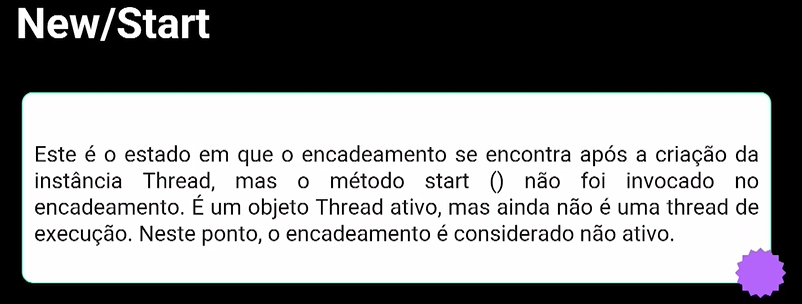 New/Start
Este é o estado em que o encadeamento se encontra após a criação da
instância Thread, mas o método start () não foi invocado no
encadeamento. É um objeto Thread ativo, mas ainda não é uma thread de
execução. Neste ponto, o encadeamento é considerado não ativo.